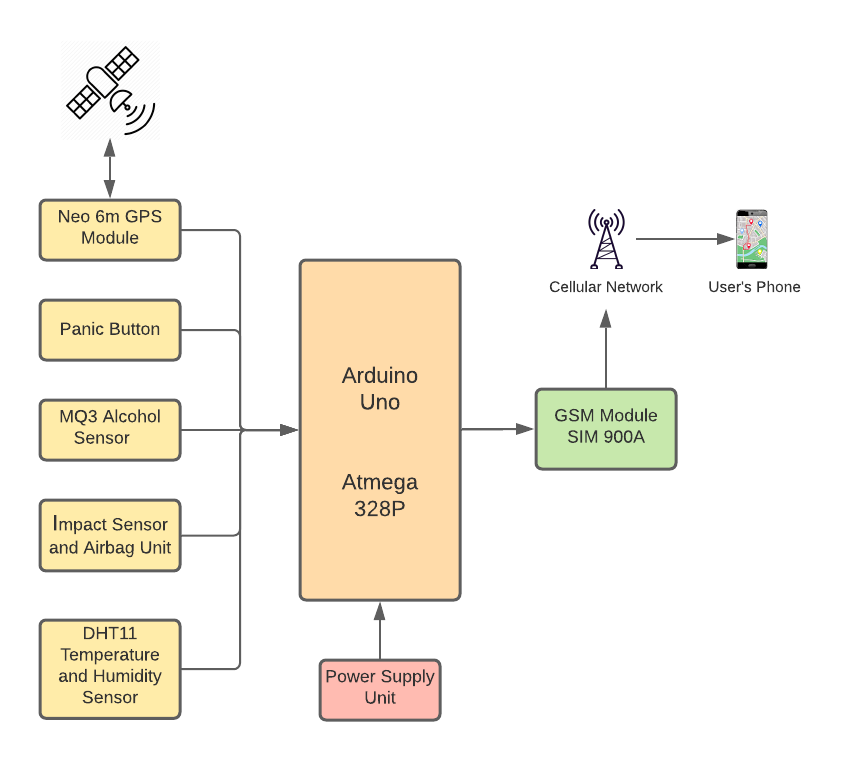 Neo 6m GPS
Module
Panic Button
MQ3 Alcohol
Sensor
Impact Sensor
and Airbag Unit
DHT11
Temperature
and Humidity
Sensor
Arduino
Uno
Atmega
328P
Power Supply
Unit
GSM Module
SIM 900A
Cellular Network
User's Phone